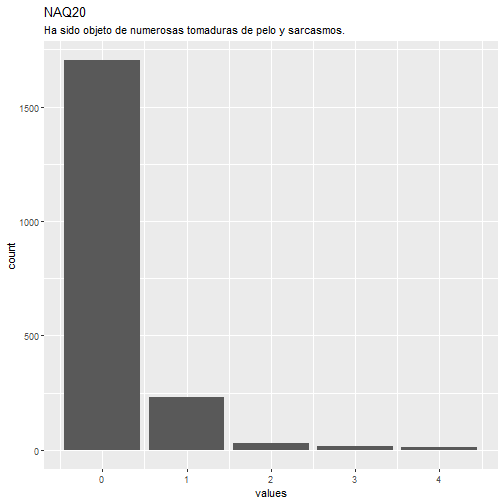 NAQ20
Ha sido objeto de numerosas tomaduras de pelo y sarcasmos.
1500
1000
500
0
count
0 1 2 3 4
values